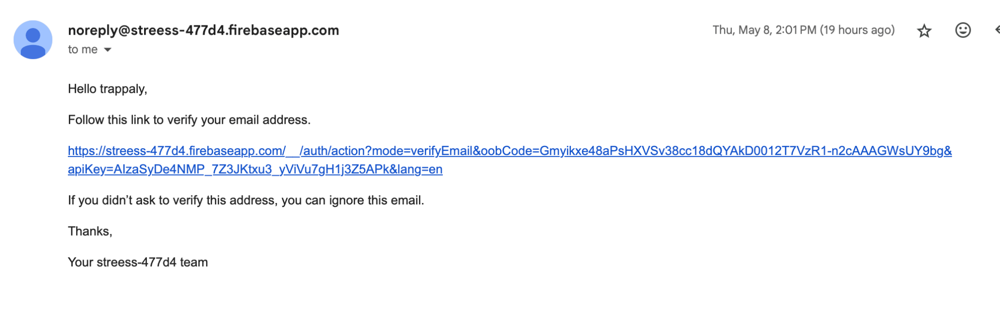 noreply@streess-477d4.firebaseapp.com
Thu, May 8, 2:01 PM (19 hours ago)
to me
Hello trappaly,
Follow this link to verify your email address.
https://streess-477d4.firebaseapp.com/__/auth/action?mode=verifyEmail&oobCode=Gmyikxe48aPsHXVSv38cc18dQYAkD0012T7VzR1-n2cAAAGWsUY9bg&
apiKey=AIzaSyDe4NMP_7Z3JKtxu3_yViVu7gH1j3Z5APk&lang=en
If you didn’t ask to verify this address, you can ignore this email.
Thanks,
Your streess-477d4 team